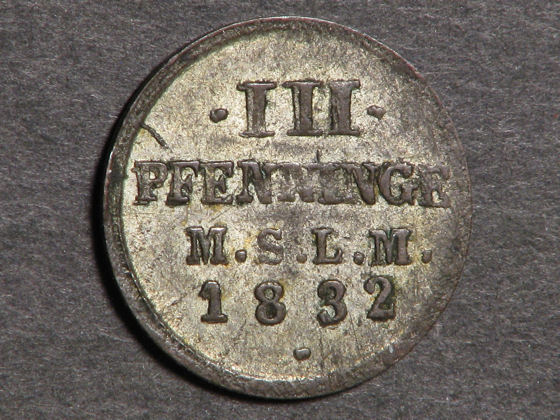 · III ·
PFENNINGE
M.S.L.M.
1832
·